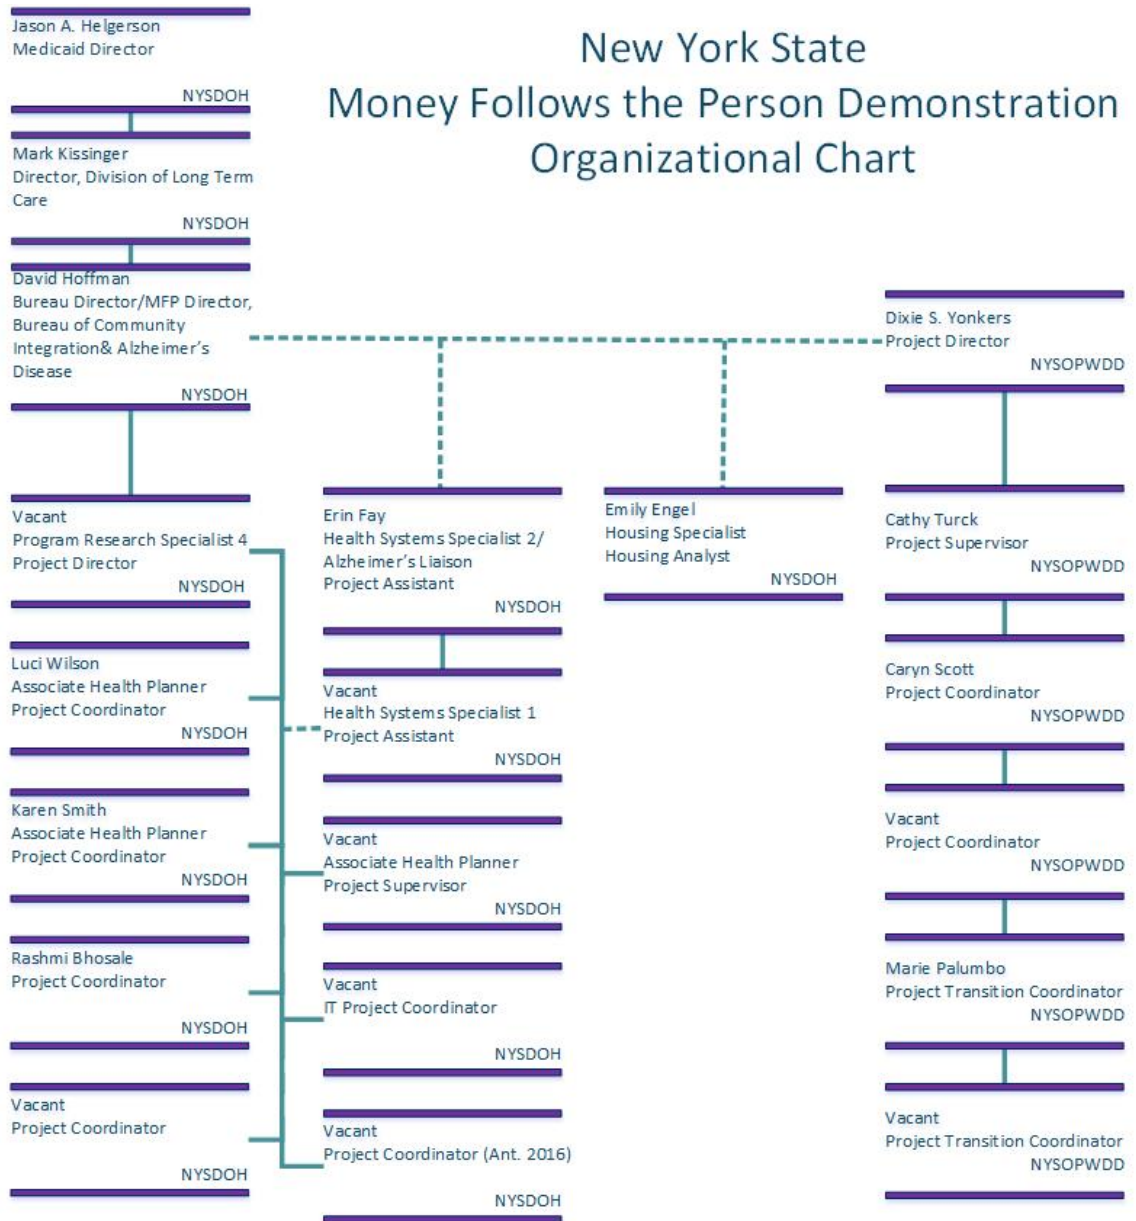 New York State
Money Follows the Person Demonstration
Organizational Chart
Jason A. Helgerson
Medicaid Director
NYSDOH
Mark Kissinger
Director, Division of Long Term
Care
NYSDOH
David Hoffman
Bureau Director/MFP Director,
Bureau of Community
Integration& Alzheimer's
Disease
NYSDOH
Dixie S. Yonkers
Project Director
NYSOPWDD
Vacant
Program Research Specialist 4
Project Director
NYSDOH
Luci Wilson
Associate Health Planner
Project Coordinator
NYSDOH
Karen Smith
Associate Health Planner
Project Coordinator
NYSDOH
Rashmi Bhosale
Project Coordinator
NYSDOH
Vacant
Project Coordinator
NYSDOH
Erin Fay
Health Systems Specialist 2/
Alzheimer's Liaison
Project Assistant
NYSDOH
Vacant
Health Systems Specialist 1
Project Assistant
NYSDOH
Vacant
Associate Health Planner
Project Supervisor
NYSDOH
Vacant
IT Project Coordinator
NYSDOH
Vacant
Project Coordinator (Ant. 2016)
NYSDOH
Emily Engel
Housing Specialist
Housing Analyst
NYSDOH
Cathy Turck
Project Supervisor
NYSOPWDD
Caryn Scott
Project Coordinator
NYSOPWDD
Vacant
Project Coordinator
NYSOPWDD
Marie Palumbo
Project Transition Coordinator
NYSOPWDD
Vacant
Project Transition Coordinator
NYSOPWDD